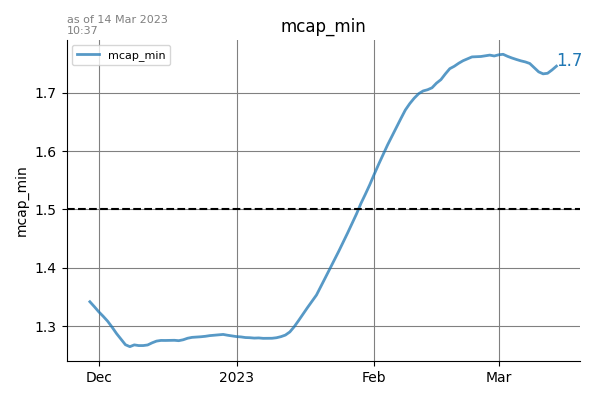 as of 14 Mar 2023
10:37
mcap_min
mcap_min
1.7
1.7
1.6
1.5
1.4
1.3
mcap_min
Dec 2023 Feb Mar